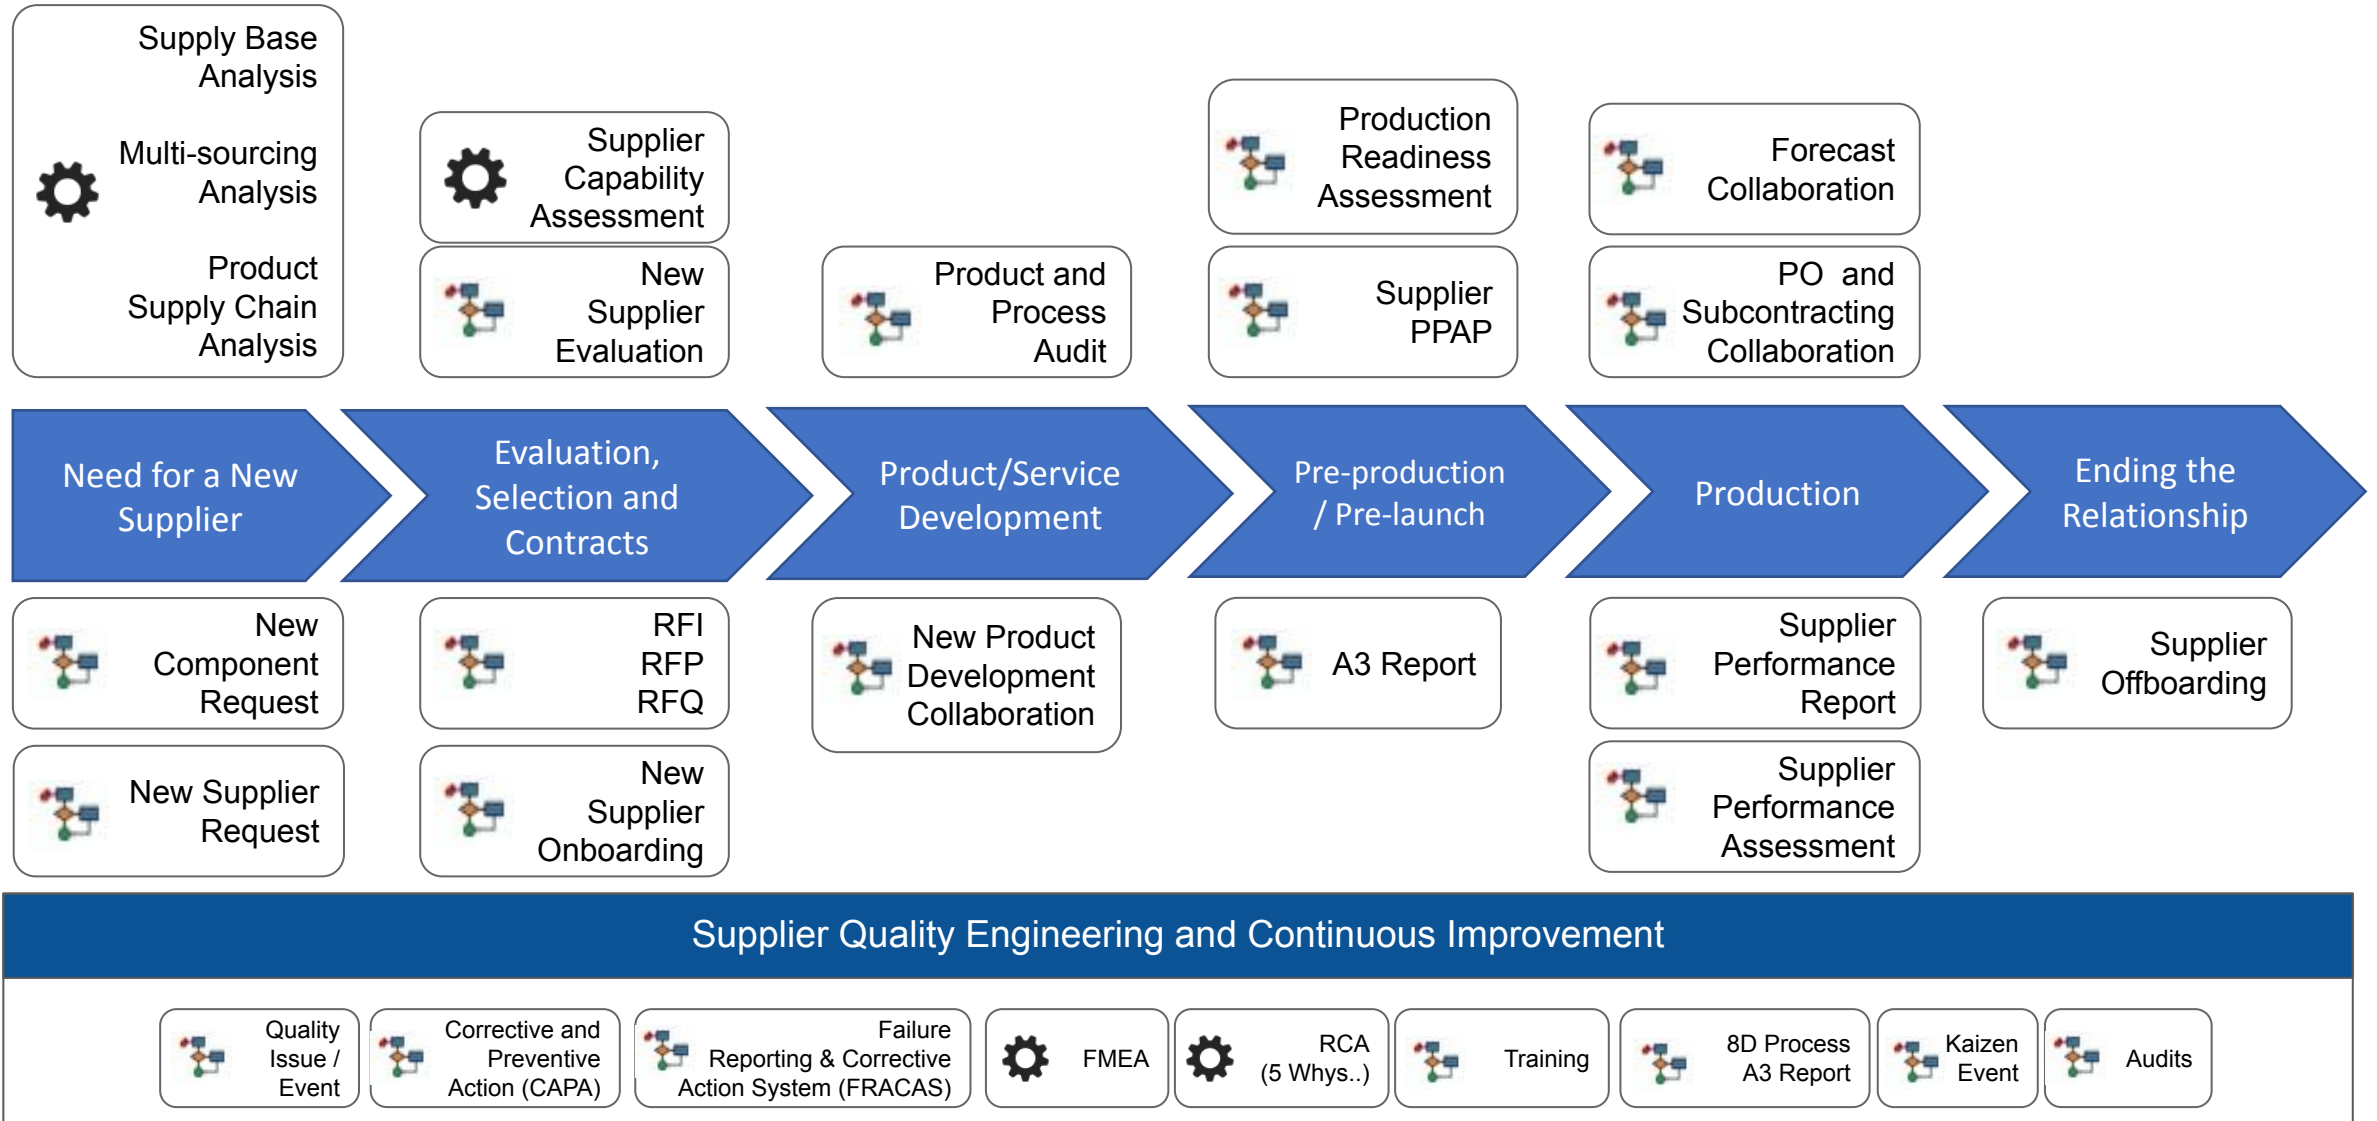 Supply Base
Analysis
Multi-sourcing
Analysis
Product
Supply Chain
Analysis
Supplier
Capability
Assessment
New
Supplier
Evaluation
Product and
Process
Audit
Production
Readiness
Assessment
Supplier
PPAP
Forecast
Collaboration
PO and
Subcontracting
Collaboration
Need for a New
Supplier
Evaluation,
Selection and
Contracts
Product/Service
Development
Pre-production
/ Pre-launch
Production
Ending the
Relationship
New
Component
Request
New Supplier
Request
RFI
RFP
RFQ
New
Supplier
Onboarding
New Product
Development
Collaboration
A3 Report
Supplier
Performance
Report
Supplier
Performance
Assessment
Supplier
Offboarding
Supplier Quality Engineering and Continuous Improvement
Quality
Issue /
Event
Corrective and
Preventive
Action (CAPA)
Failure
Reporting & Corrective
Action System (FRACAS)
FMEA
RCA
(5 Whys..)
Training
8D Process
A3 Report
Kaizen
Event
Audits